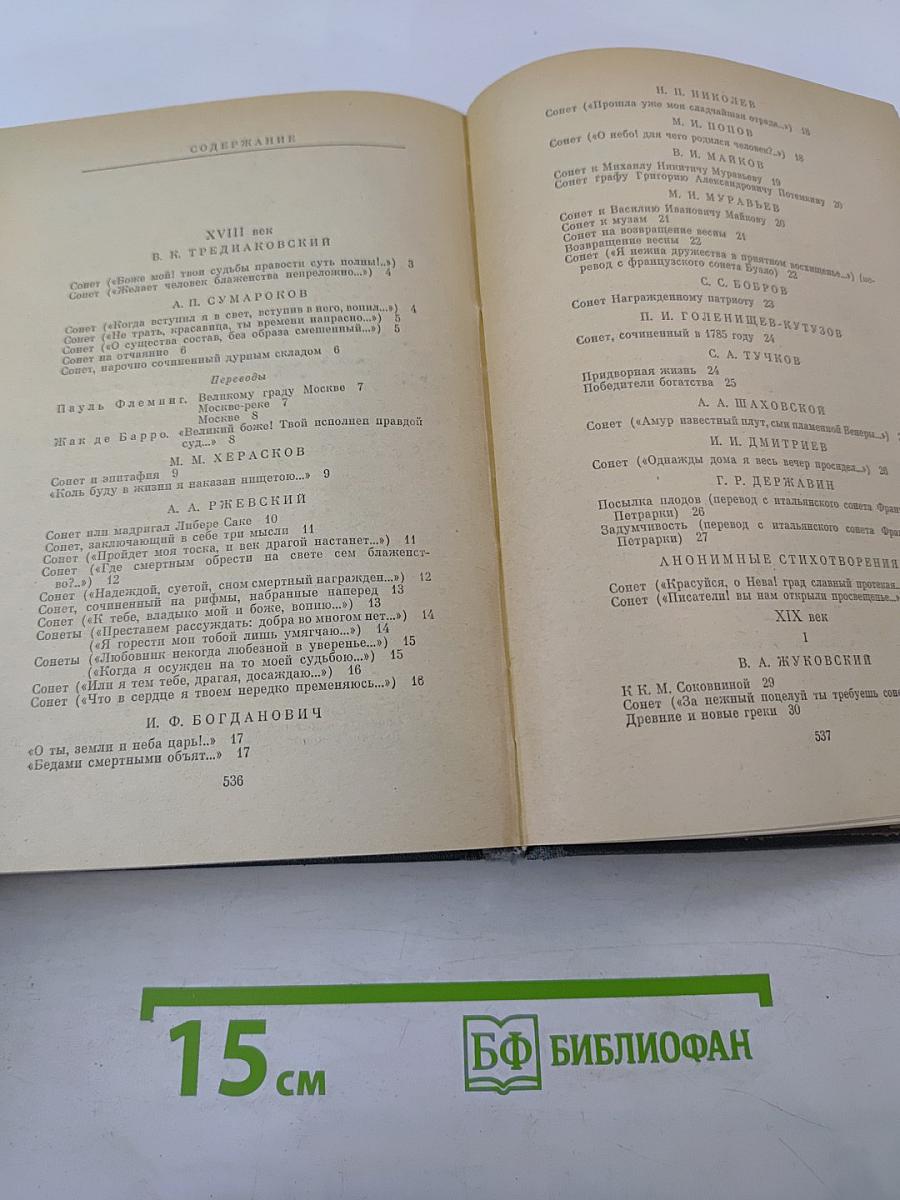 СОДЕРЖАНИЕ
XVIII век
В. К. ТРЕДИАКОВСКИЙ
Сонет («Боже мой! твои судьбы правости суть полны!..») 3
Сонет («Желает человек блаженства непреложно...») 4
А. П. СУМАРОКОВ
Сонет («Когда вступил я в свет, вступив в него, вопил...») 4
Сонет («Не трать, красавица, ты времени напрасно...») 5
Сонет («О существа состав, без образа смешенный...») 5
Сонет на отчаяние 6
Сонет, нарочно сочиненный дурным складом 6
Переводы
Пауль Флеминг. Великому граду Москве 7
Москве-реке 7
Москве 8
Жак де Барро. «Великий боже! Твой исполнен правдой
суд...» 8
М. М. ХЕРАСКОВ
Сонет и эпитафия 9
«Коль буду в жизни я наказан нищетою...» 9
А. А. РЖЕВСКИЙ
Сонет или мадригал Либере Саке 10
Сонет, заключающий в себе три мысли 11
Сонет («Пройдет моя тоска, и век драгой настанет...») 11
Сонет («Где смертным обрести на свете сем блаженст-
во?..») 12
Сонет («Надеждой, суетой, сном смертный награжден...») 12
Сонет, сочиненный на рифмы, набранные наперед 13
Сонет («К тебе, владыко мой и боже, вопию...») 13
Сонеты («Престанем рассуждать: добра во многом нет...») 14
(«Я горести мои тобой лишь умягчаю...») 14
Сонеты («Любовник некогда любезной в уверенье...») 15
(«Когда я осужден на то моей судьбою...») 15
Сонет («Или я тем тебе, драгая, досаждаю...») 16
Сонет («Что в сердце я твоем нередко применяюсь...») 16
И. Ф. БОГДАНОВИЧ
«О ты, земли и неба царь!..» 17
«Бедами смертными объят...» 17
536
Н. П. НИКОЛЕВ
Сонет («Прошла уже моя сладчайшая отрада...») 18
М. И. ПОПОВ
Сонет («О небо! для чего родился человек?..») 18
В. И. МАЙКОВ
Сонет к Михаилу Никитичу Муравьеву 19
Сонет графу Григорию Александровичу Потемкину 20
М. Н. МУРАВЬЕВ
Сонет к Василию Ивановичу Майкову 20
Сонет к музам 21
Сонет на возвращение весны 21
Возвращение весны 22
Сонет («Я нежна дружества в приятном восхищенье...») (пе-
ревод с французского сонета Буало) 22
С. С. БОБРОВ
Сонет Награжденному патриоту 23
П. И. ГОЛЕНИЩЕВ-КУТУЗОВ
Сонет, сочиненный в 1785 году 24
С. А. ТУЧКОВ
Придворная жизнь 24
Победители богатства 25
А. А. ШАХОВСКОЙ
Сонет («Амур известный плут, сын пламенной Венеры...»)
И. И. ДМИТРИЕВ
Сонет («Однажды дома я весь вечер просидел...») 26
Г. Р. ДЕРЖАВИН
Посылка плодов (перевод с итальянского сонета Фран
Петрарки) 26
Задумчивость (перевод с итальянского сонета Фран
Петрарки) 27
АНОНИМНЫЕ СТИХОТВОРЕНИЯ
Сонет («Красуйся, о Нева! град славный протекая...
Сонет («Писатели! вы нам открыли просвещенье...»
XIX век
I
В. А. ЖУКОВСКИЙ
К К. М. Соковниной 29
Сонет («За нежный поцелуй ты требуешь соне
Древние и новые греки 30
537
15 см
БФ БИБЛИОФАН